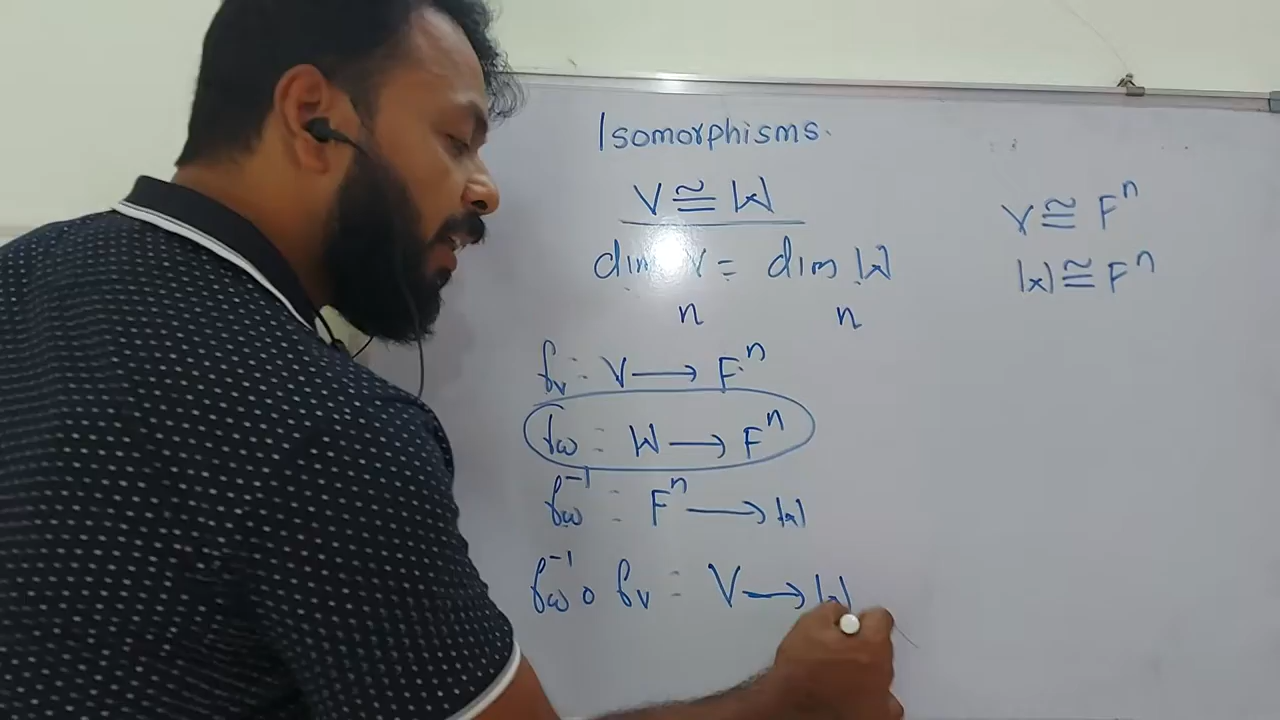 Isomorphisms.
V ≅ W
dim V = dim W
n n
f_v : V → F^n
f_w : W → F^n
f_w^-1 : F^n → W
f_w^-1 o f_v : V → W
V ≅ F^n
W ≅ F^n